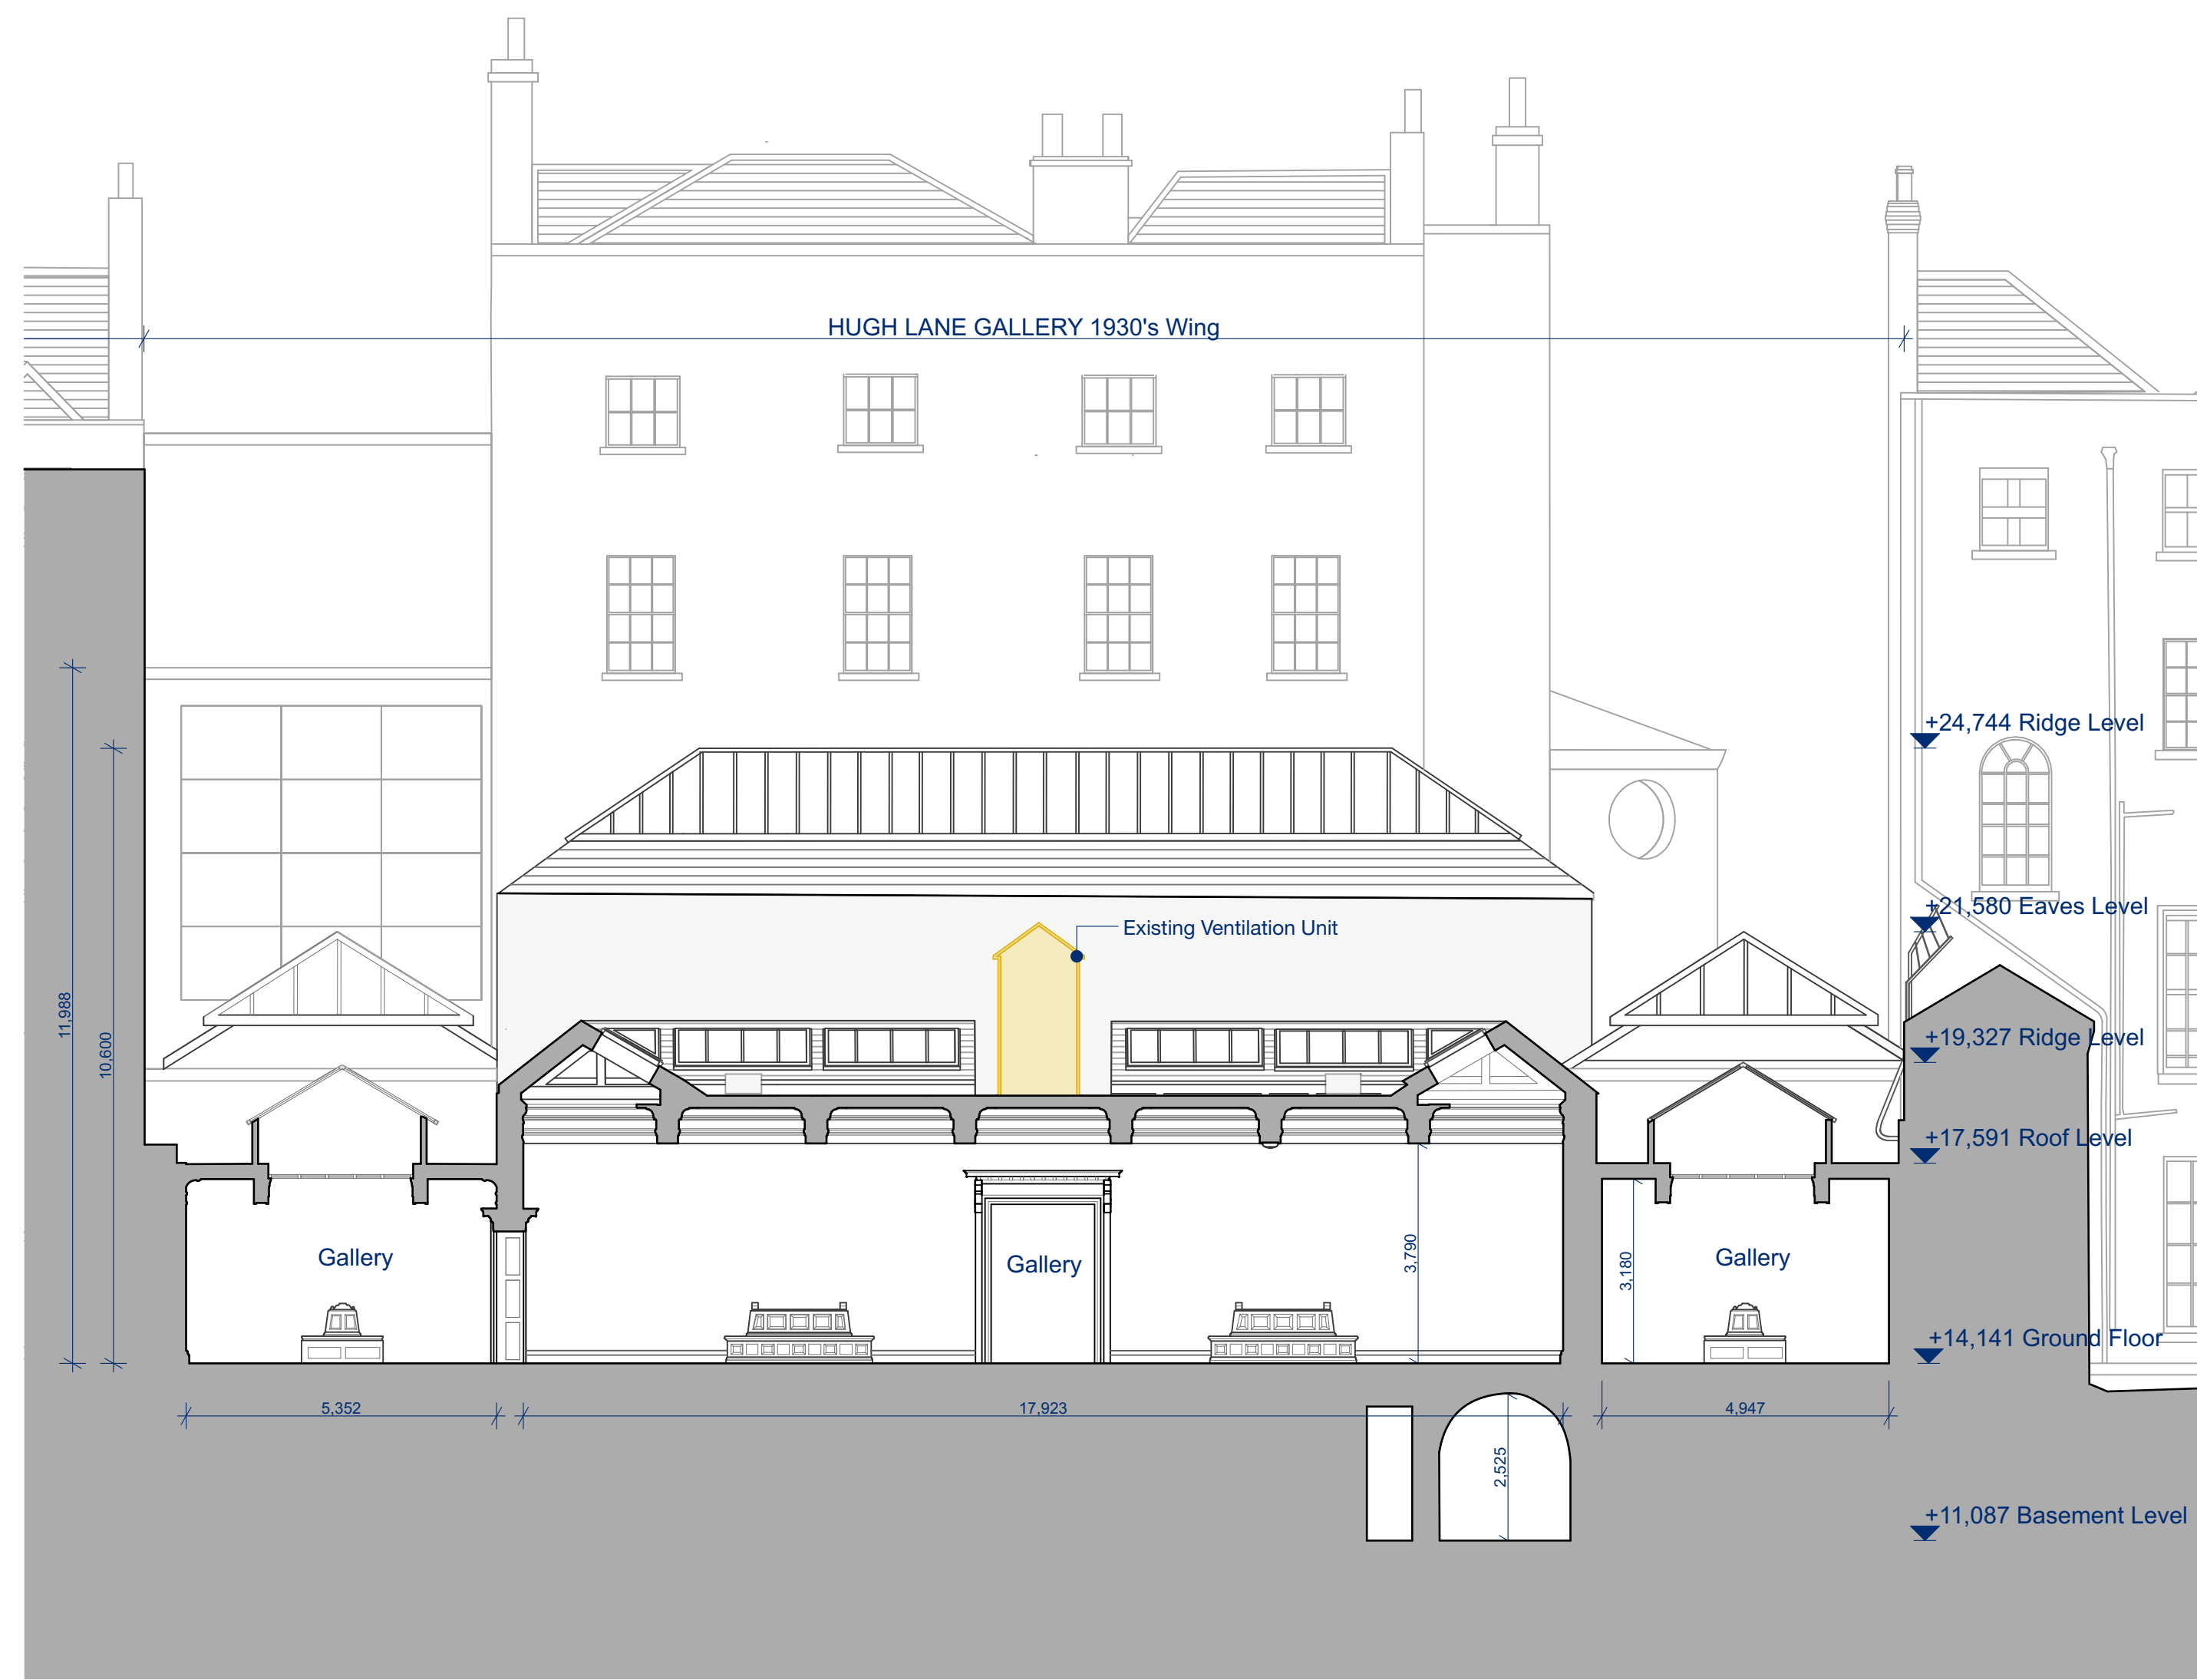 HUGH LANE GALLERY 1930's Wing
+24,744 Ridge Level
+21,580 Eaves Level
Existing Ventilation Unit
11,988
10,600
+19,327 Ridge Level
+17,591 Roof Level
Gallery
Gallery
3,790
3,180
Gallery
+14,141 Ground Floor
5,352
17,923
4,947
2,525
+11,087 Basement Level